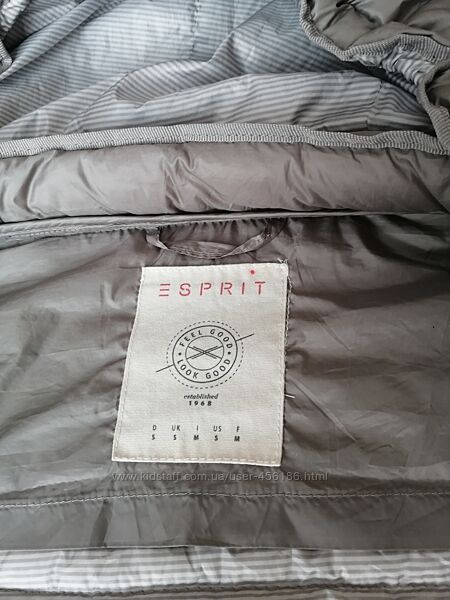 ESPRIT
FEEL GOOD
LOOK GOOD
established
1968
D UK I US F
S S M S M
www.kidstaff.com.ua/user-456186.html